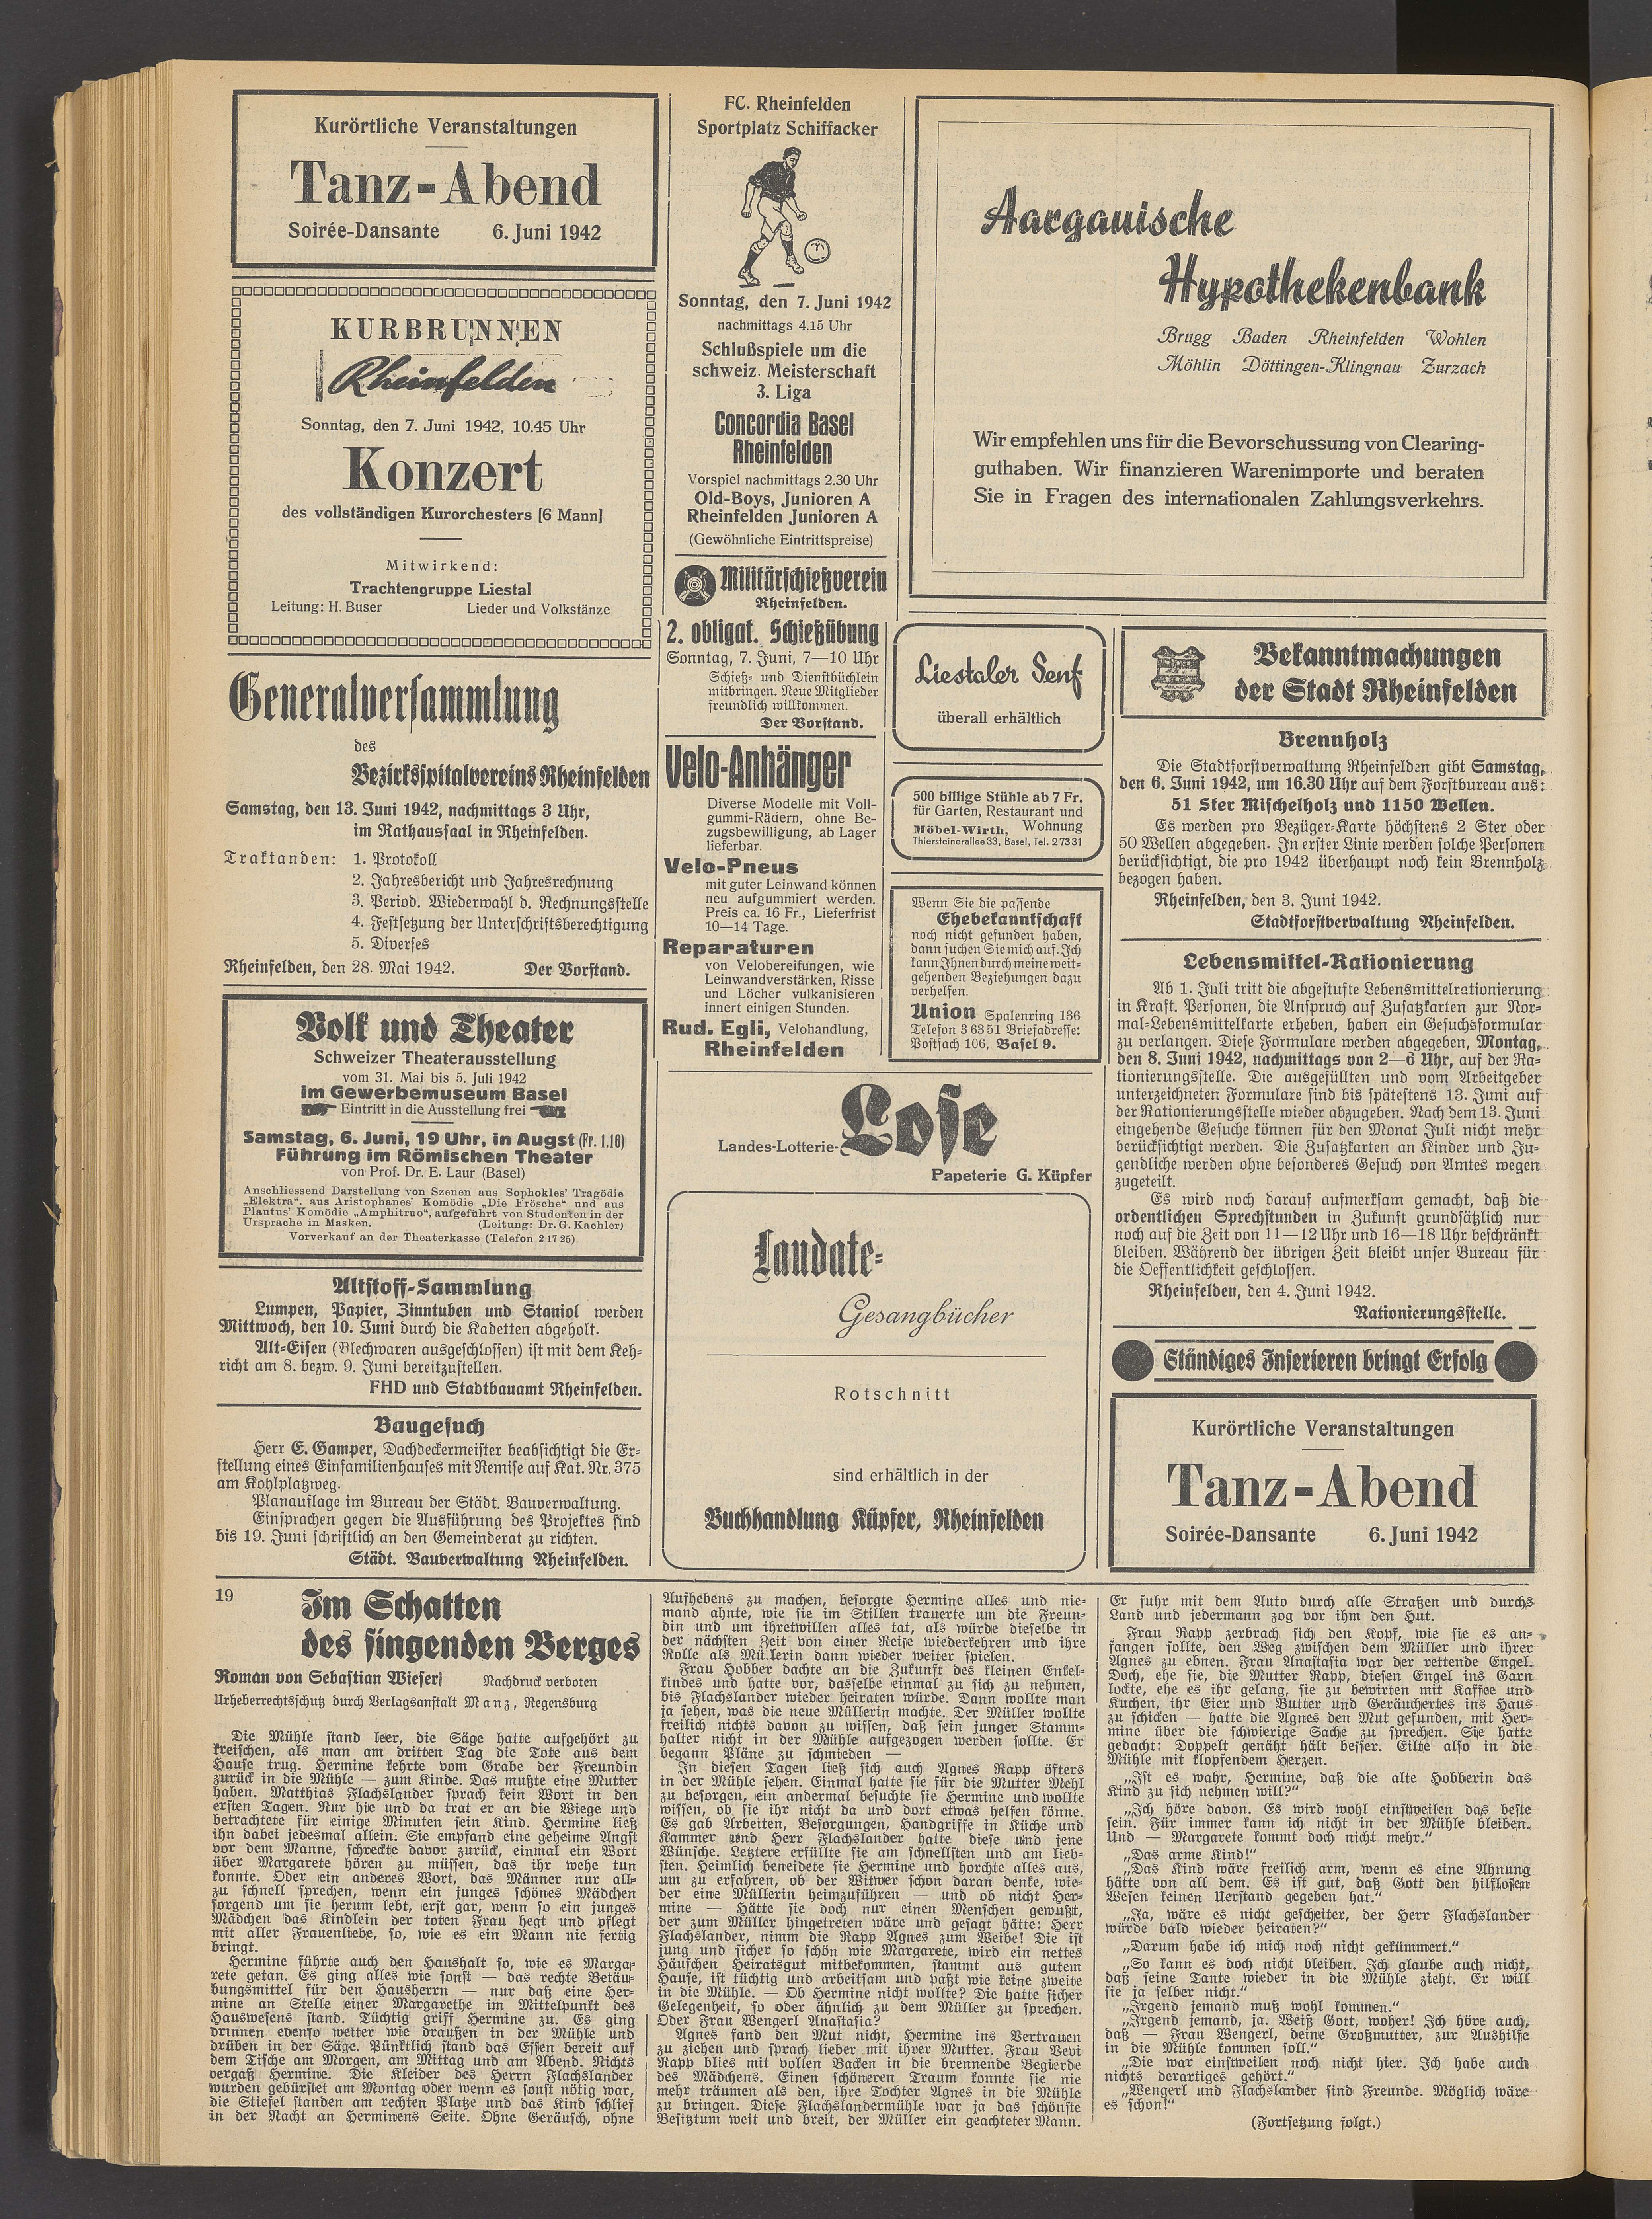 Kurörtliche Veranstaltungen
Tanz-Abend
Soirée-Dansante 6. Juni 1942
KURBRUNNEN
Rheinfelden
Sonntag, den 7. Juni 1942, 10.45 Uhr
Konzert
des vollständigen Kurorchesters [6 Mann]
Mitwirkend:
Trachtengruppe Liestal
Leitung: H. Buser Lieder und Volkstänze
Generalversammlung
des
Bezirksspitalvereins Rheinfelden
Samstag, den 13. Juni 1942, nachmittags 3 Uhr,
im Rathaussaal in Rheinfelden.
Traktanden: 1. Protokoll
2. Jahresbericht und Jahresrechnung
3. Period. Wiederwahl d. Rechnungsstelle
4. Festsetzung der Unterschriftsberechtigung
5. Diverses
Rheinfelden, den 28. Mai 1942. Der Vorstand.
Volk und Theater
Schweizer Theaterausstellung
vom 31. Mai bis 5. Juli 1942
im Gewerbemuseum Basel
Eintritt in die Ausstellung frei
Samstag, 6. Juni, 19 Uhr, in Augst (Fr. 1.10)
Führung im Römischen Theater
von Prof. Dr. E. Laur (Basel)
Anschliessend Darstellung von Szenen aus Sophokles' Tragödie
„Elektra“, aus Aristophanes' Komödie „Die Frösche“ und aus
Plautus' Komödie „Amphitruo“, aufgeführt von Studenten in der
Ursprache in Masken. (Leitung: Dr. G. Kachler)
Vorverkauf an der Theaterkasse (Telefon 2 17 25)
Altstoff-Sammlung
Lumpen, Papier, Zinntuben und Staniol werden
Mittwoch, den 10. Juni durch die Kadetten abgeholt.
Alt-Eisen (Blechwaren ausgeschlossen) ist mit dem Keh-
richt am 8. bezw. 9. Juni bereitzustellen.
FHD und Stadtbauamt Rheinfelden.
Baugesuch
Herr E. Gamper, Dachdeckermeister beabsichtigt die Er-
stellung eines Einfamilienhauses mit Remise auf Kat. Nr. 375
am Kohlplatzweg.
Planauflage im Bureau der Städt. Bauverwaltung.
Einsprachen gegen die Ausführung des Projektes sind
bis 19. Juni schriftlich an den Gemeinderat zu richten.
Städt. Bauverwaltung Rheinfelden.
FC. Rheinfelden
Sportplatz Schiffacker
Sonntag, den 7. Juni 1942
nachmittags 4.15 Uhr
Schlußspiele um die
schweiz. Meisterschaft
3. Liga
Concordia Basel
Rheinfelden
Vorspiel nachmittags 2.30 Uhr
Old-Boys, Junioren A
Rheinfelden Junioren A
(Gewöhnliche Eintrittspreise)
Militärschießverein
Rheinfelden.
2. obligat. Schießübung
Sonntag, 7. Juni, 7—10 Uhr
Schieß- und Dienstbüchlein
mitbringen. Neue Mitglieder
freundlich willkommen.
Der Vorstand.
Velo-Anhänger
Diverse Modelle mit Voll-
gummi-Rädern, ohne Be-
zugsbewilligung, ab Lager
lieferbar.
Velo-Pneus
mit guter Leinwand können
neu aufgummiert werden.
Preis ca. 16 Fr., Lieferfrist
10—14 Tage.
Reparaturen
von Velobereifungen, wie
Leinwandverstärken, Risse
und Löcher vulkanisieren
innert einigen Stunden.
Rud. Egli, Velohandlung,
Rheinfelden
Aargauische
Hypothekenbank
Brugg Baden Rheinfelden Wohlen
Möhlin Döttingen-Klingnau Zurzach
Wir empfehlen uns für die Bevorschussung von Clearing-
guthaben. Wir finanzieren Warenimporte und beraten
Sie in Fragen des internationalen Zahlungsverkehrs.
Liestaler Senf
überall erhältlich
500 billige Stühle ab 7 Fr.
für Garten, Restaurant und
Möbel-Wirth, Wohnung
Thiersteinerallee 33, Basel, Tel. 2 73 31
Wenn Sie die passende
Ehebekanntschaft
noch nicht gefunden haben,
dann suchen Sie mich auf. Ich
kann Ihnen durch meine weit-
gehenden Beziehungen dazu
verhelfen.
Union Spalenring 136
Telefon 3 63 51 Briefadresse:
Postfach 106, Basel 9.
Landes-Lotterie-Lose
Papeterie G. Küpfer
Laudate-
Gesangbücher
Rotschnitt
sind erhältlich in der
Buchhandlung Küpfer, Rheinfelden
Bekanntmachungen
der Stadt Rheinfelden
Brennholz
Die Stadtforstverwaltung Rheinfelden gibt Samstag,
den 6. Juni 1942, um 16.30 Uhr auf dem Forstbureau aus:
51 Ster Mischelholz und 1150 Wellen.
Es werden pro Bezüger-Karte höchstens 2 Ster oder
50 Wellen abgegeben. In erster Linie werden solche Personen
berücksichtigt, die pro 1942 überhaupt noch kein Brennholz
bezogen haben.
Rheinfelden, den 3. Juni 1942.
Stadtforstverwaltung Rheinfelden.
Lebensmittel-Rationierung
Ab 1. Juli tritt die abgestufte Lebensmittelrationierung
in Kraft. Personen, die Anspruch auf Zusatzkarten zur Nor-
mal-Lebensmittelkarte erheben, haben ein Gesuchsformular
zu verlangen. Diese Formulare werden abgegeben, Montag,
den 8. Juni 1942, nachmittags von 2—6 Uhr, auf der Ra-
tionierungsstelle. Die ausgefüllten und vom Arbeitgeber
unterzeichneten Formulare sind bis spätestens 13. Juni auf
der Rationierungsstelle wieder abzugeben. Nach dem 13. Juni
eingehende Gesuche können für den Monat Juli nicht mehr
berücksichtigt werden. Die Zusatzkarten an Kinder und Ju-
gendliche werden ohne besonderes Gesuch von Amtes wegen
zugeteilt.
Es wird noch darauf aufmerksam gemacht, daß die
ordentlichen Sprechstunden in Zukunft grundsätzlich nur
noch auf die Zeit von 11—12 Uhr und 16—18 Uhr beschränkt
bleiben. Während der übrigen Zeit bleibt unser Bureau für
die Oeffentlichkeit geschlossen.
Rheinfelden, den 4. Juni 1942.
Rationierungsstelle.
Ständiges Inserieren bringt Erfolg
Kurörtliche Veranstaltungen
Tanz-Abend
Soirée-Dansante 6. Juni 1942
19
Im Schatten
des singenden Berges
Roman von Sebastian Wieser Nachdruck verboten
Urheberrechtsschutz durch Verlagsanstalt Manz, Regensburg
Die Mühle stand leer, die Säge hatte aufgehört zu
kreischen, als man am dritten Tag die Tote aus dem
Hause trug. Hermine kehrte vom Grabe der Freundin
zurück in die Mühle — zum Kinde. Das mußte eine Mutter
haben. Matthias Flachslander sprach kein Wort in den
ersten Tagen. Nur hie und da trat er an die Wiege und
betrachtete für einige Minuten sein Kind. Hermine ließ
ihn dabei jedesmal allein: Sie empfand eine geheime Angst
vor dem Manne, schreckte davor zurück, einmal ein Wort
über Margarete hören zu müssen, das ihr wehe tun
konnte. Oder ein anderes Wort, das Männer nur all-
zu schnell sprechen, wenn ein junges schönes Mädchen
sorgend um sie herum lebt, erst gar, wenn so ein junges
Mädchen das Kindlein der toten Frau hegt und pflegt
mit aller Frauenliebe, so, wie es ein Mann nie fertig
bringt.
Hermine führte auch den Haushalt so, wie es Marga-
rete getan. Es ging alles wie sonst — das rechte Betäu-
bungsmittel für den Hausherrn — nur daß eine Her-
mine an Stelle einer Margarethe im Mittelpunkt des
Hauswesens stand. Tüchtig griff Hermine zu. Es ging
drinnen ebenso weiter wie draußen in der Mühle und
drüben in der Säge. Pünktlich stand das Essen bereit auf
dem Tische am Morgen, am Mittag und am Abend. Nichts
vergaß Hermine. Die Kleider des Herrn Flachslander
wurden gebürstet am Montag oder wenn es sonst nötig war,
die Stiefel standen am rechten Platze und das Kind schlief
in der Nacht an Herminens Seite. Ohne Geräusch, ohne
Aufhebens zu machen, besorgte Hermine alles und nie-
mand ahnte, wie sie im Stillen trauerte um die Freun-
din und um ihretwillen alles tat, als würde dieselbe in
der nächsten Zeit von einer Reise wiederkehren und ihre
Rolle als Müllerin dann wieder weiter spielen.
Frau Hobber dachte an die Zukunft des kleinen Enkel-
kindes und hatte vor, dasselbe einmal zu sich zu nehmen,
bis Flachslander wieder heiraten würde. Dann wollte man
ja sehen, was die neue Müllerin machte. Der Müller wollte
freilich nichts davon zu wissen, daß sein junger Stamm-
halter nicht in der Mühle aufgezogen werden sollte. Er
begann Pläne zu schmieden —
In diesen Tagen ließ sich auch Agnes Rapp öfters
in der Mühle sehen. Einmal hatte sie für die Mutter Mehl
zu besorgen, ein andermal besuchte sie Hermine und wollte
wissen, ob sie ihr nicht da und dort etwas helfen könne.
Es gab Arbeiten, Besorgungen, Handgriffe in Küche und
Kammer und Herr Flachslander hatte diese und jene
Wünsche. Letztere erfüllte sie am schnellsten und am lieb-
sten. Heimlich beneidete sie Hermine und horchte alles aus,
um zu erfahren, ob der Witwer schon daran denke, wie-
der eine Müllerin heimzuführen — und ob nicht Her-
mine — Hätte sie doch nur einen Menschen gewußt,
der zum Müller hingetreten wäre und gesagt hätte: Herr
Flachslander, nimm die Rapp Agnes zum Weibe! Die ist
jung und sicher so schön wie Margarete, wird ein nettes
Häufchen Heiratsgut mitbekommen, stammt aus gutem
Hause, ist tüchtig und arbeitsam und paßt wie keine zweite
in die Mühle. — Ob Hermine nicht wollte? Die hatte sicher
Gelegenheit, so oder ähnlich zu dem Müller zu sprechen.
Oder Frau Wengerl Anastasia?
Agnes fand den Mut nicht, Hermine ins Vertrauen
zu ziehen und sprach lieber mit ihrer Mutter. Frau Vevi
Rapp blies mit vollen Backen in die brennende Begierde
des Mädchens. Einen schöneren Traum konnte sie nie
mehr träumen als den, ihre Tochter Agnes in die Mühle
zu bringen. Diese Flachslandermühle war ja das schönste
Besitztum weit und breit, der Müller ein geachteter Mann.
Er fuhr mit dem Auto durch alle Straßen und durchs
Land und jedermann zog vor ihm den Hut.
Frau Rapp zerbrach sich den Kopf, wie sie es an-
fangen sollte, den Weg zwischen dem Müller und ihrer
Agnes zu ebnen. Frau Anastasia war der rettende Engel.
Doch, ehe sie, die Mutter Rapp, diesen Engel ins Garn
lockte, ehe es ihr gelang, sie zu bewirten mit Kaffee und
Kuchen, ihr Eier und Butter und Geräuchertes ins Haus
zu schicken — hatte die Agnes den Mut gefunden, mit Her-
mine über die schwierige Sache zu sprechen. Sie hatte
gedacht: Doppelt genäht hält besser. Eilte also in die
Mühle mit klopfendem Herzen.
„Ist es wahr, Hermine, daß die alte Hobberin das
Kind zu sich nehmen will?“
„Ich höre davon. Es wird wohl einstweilen das beste
sein. Für immer kann ich nicht in der Mühle bleiben.
Und — Margarete kommt doch nicht mehr.“
„Das arme Kind!“
„Das Kind wäre freilich arm, wenn es eine Ahnung
hätte von all dem. Es ist gut, daß Gott den hilflosen
Wesen keinen Verstand gegeben hat.“
„Ja, wäre es nicht gescheiter, der Herr Flachslander
würde bald wieder heiraten?“
„Darum habe ich mich noch nicht gekümmert.“
„So kann es doch nicht bleiben. Ich glaube auch nicht,
daß seine Tante wieder in die Mühle zieht. Er will
sie ja selber nicht.“
„Irgend jemand muß wohl kommen.“
„Irgend jemand, ja. Weiß Gott, woher! Ich höre auch,
daß — Frau Wengerl, deine Großmutter, zur Aushilfe
in die Mühle kommen soll.“
„Die war einstweilen noch nicht hier. Ich habe auch
nichts derartiges gehört.“
„Wengerl und Flachslander sind Freunde. Möglich wäre
es schon!“
(Fortsetzung folgt.)